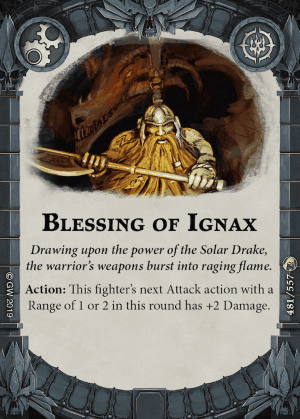 Blessing of Ignax
Drawing upon the power of the Solar Drake,
the warrior's weapons burst into raging flame.
Action: This fighter's next Attack action with a
Range of 1 or 2 in this round has +2 Damage.
© GW 2019
481/557